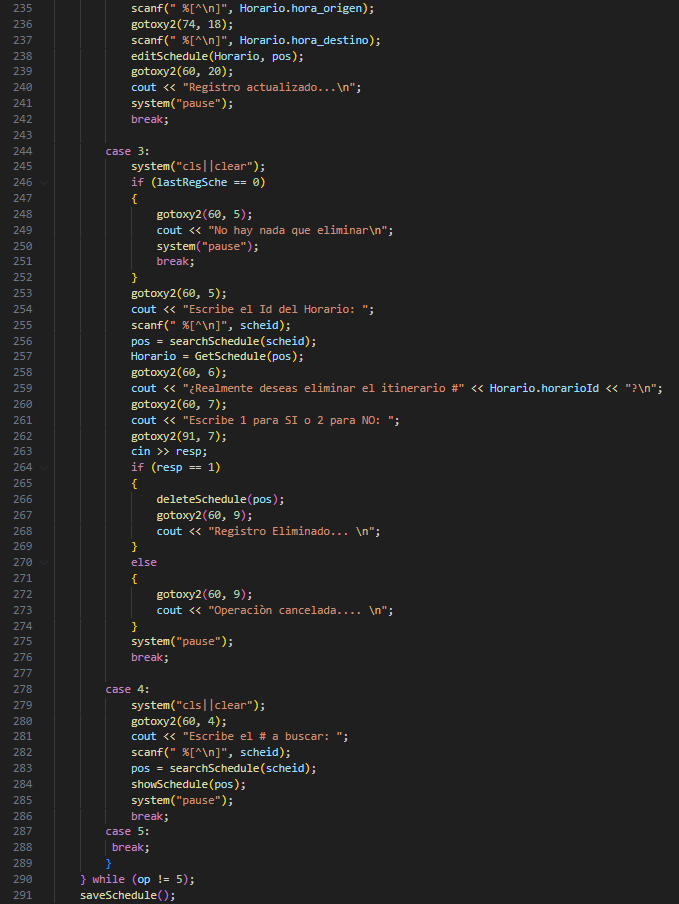 235 scanf(" %[^\n]", Horario.hora_origen);
236 gotoxy2(74, 18);
237 scanf(" %[^\n]", Horario.hora_destino);
238 editSchedule(Horario, pos);
239 gotoxy2(60, 20);
240 cout << "Registro actualizado...\n";
241 system("pause");
242 break;
243
244 case 3:
245 system("cls||clear");
246 if (lastRegSche == 0)
247 {
248 gotoxy2(60, 5);
249 cout << "No hay nada que eliminar\n";
250 system("pause");
251 break;
252 }
253 gotoxy2(60, 5);
254 cout << "Escribe el Id del Horario: ";
255 scanf(" %[^\n]", scheid);
256 pos = searchSchedule(scheid);
257 Horario = GetSchedule(pos);
258 gotoxy2(60, 6);
259 cout << "¿Realmente deseas eliminar el itinerario #" << Horario.horarioId << "?\n";
260 gotoxy2(60, 7);
261 cout << "Escribe 1 para SI o 2 para NO: ";
262 gotoxy2(91, 7);
263 cin >> resp;
264 if (resp == 1)
265 {
266 deleteSchedule(pos);
267 gotoxy2(60, 9);
268 cout << "Registro Eliminado... \n";
269 }
270 else
271 {
272 gotoxy2(60, 9);
273 cout << "Operaciòn cancelada.... \n";
274 }
275 system("pause");
276 break;
277
278 case 4:
279 system("cls||clear");
280 gotoxy2(60, 4);
281 cout << "Escribe el # a buscar: ";
282 scanf(" %[^\n]", scheid);
283 pos = searchSchedule(scheid);
284 showSchedule(pos);
285 system("pause");
286 break;
287 case 5:
288 break;
289 }
290 } while (op != 5);
291 saveSchedule();